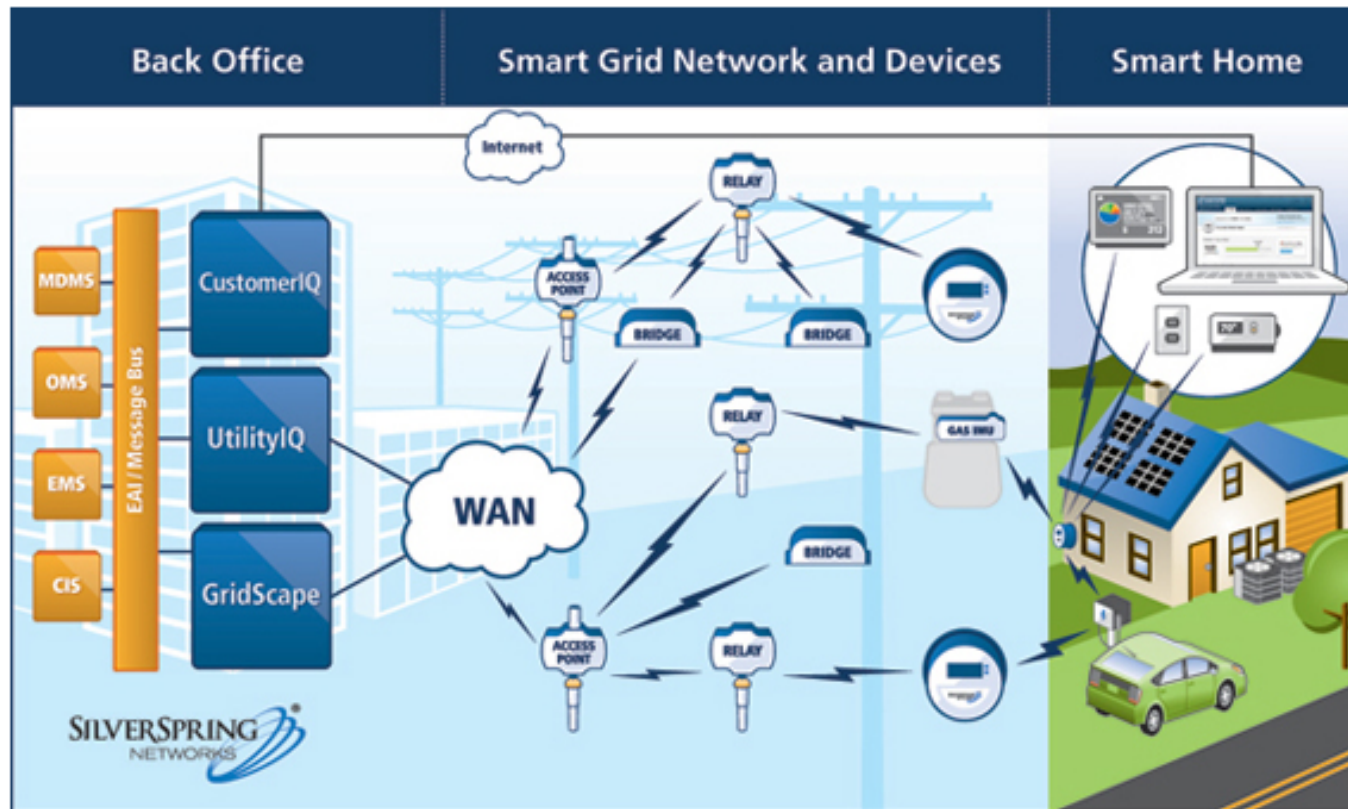 Back Office
Smart Grid Network and Devices
Smart Home
Internet
RELAY
ACCESS
POINT
BRIDGE
BRIDGE
MDMS
OMS
EMS
CIS
EAI / Message Bus
CustomerIQ
UtilityIQ
GridScape
WAN
RELAY
GAS IMU
BRIDGE
ACCESS
POINT
RELAY
SILVERSPRING®
NETWORKS